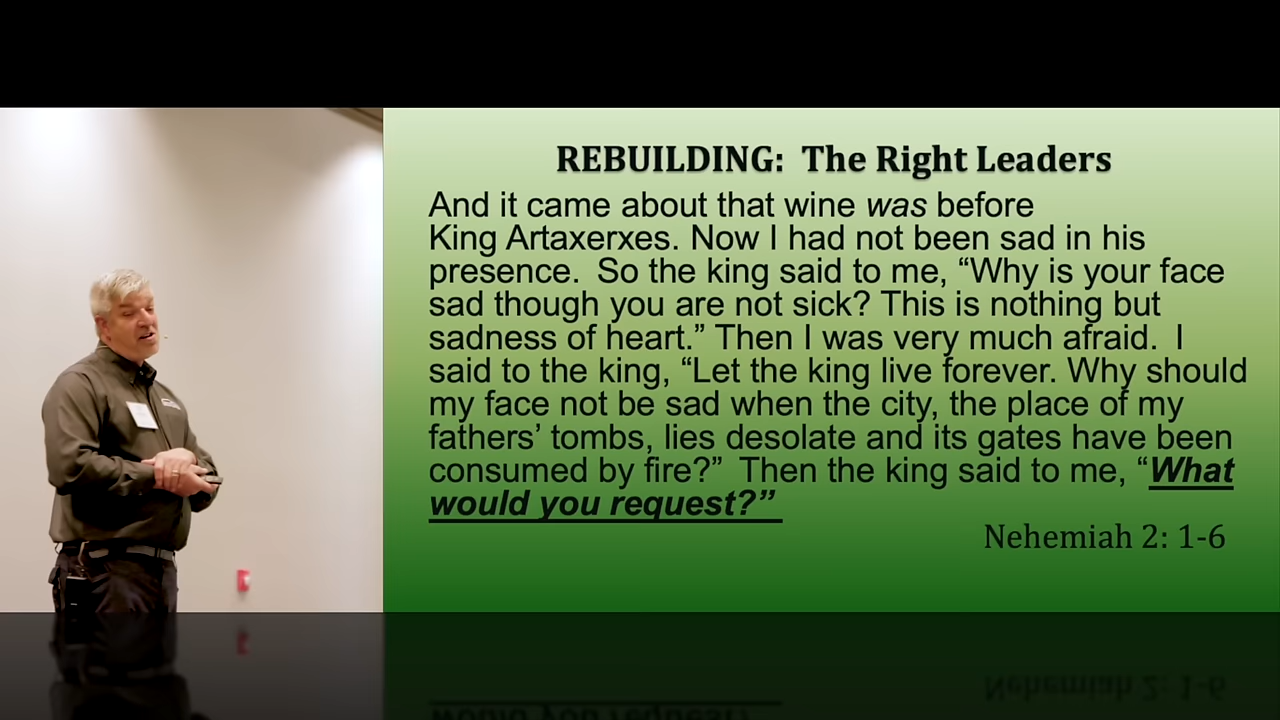 REBUILDING: The Right Leaders
And it came about that wine was before
King Artaxerxes. Now I had not been sad in his
presence. So the king said to me, “Why is your face
sad though you are not sick? This is nothing but
sadness of heart.” Then I was very much afraid. I
said to the king, “Let the king live forever. Why should
my face not be sad when the city, the place of my
fathers’ tombs, lies desolate and its gates have been
consumed by fire?” Then the king said to me, “What
would you request?”
Nehemiah 2: 1-6